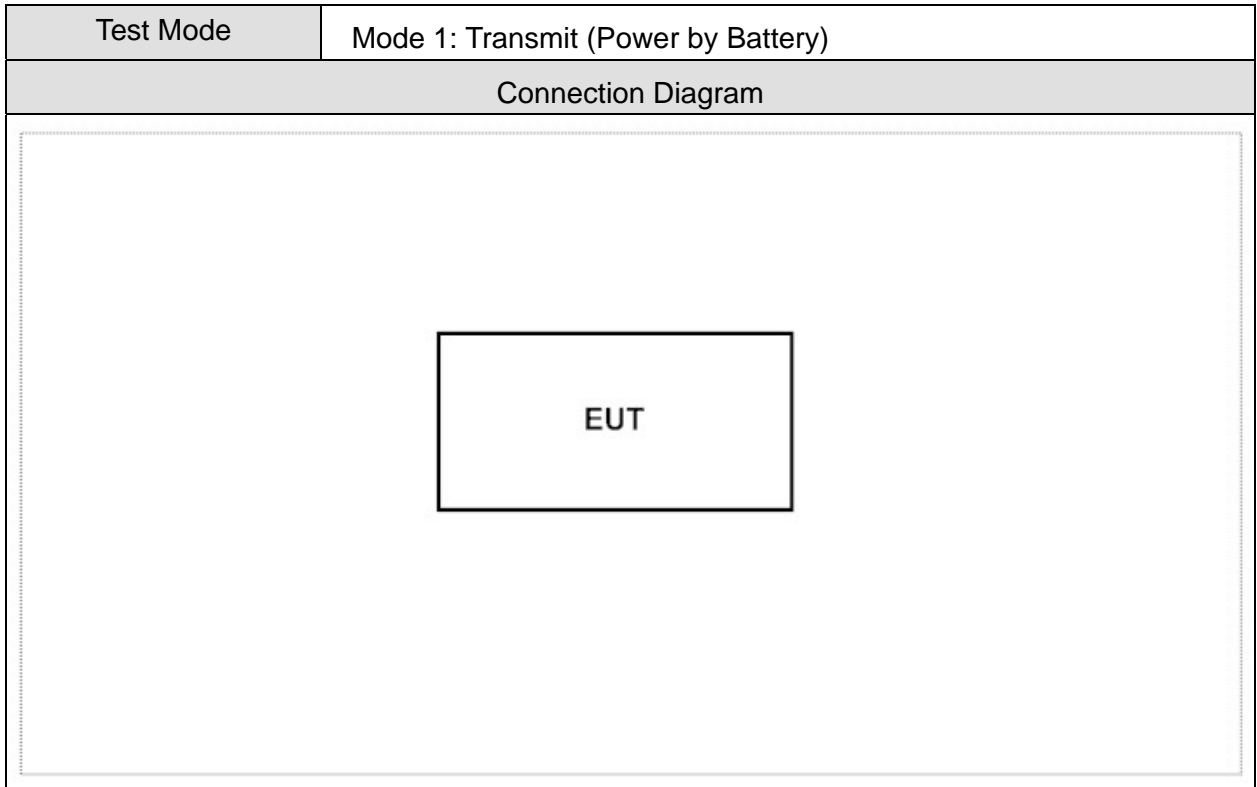 Test Mode
Mode 1: Transmit (Power by Battery)
Connection Diagram
EUT